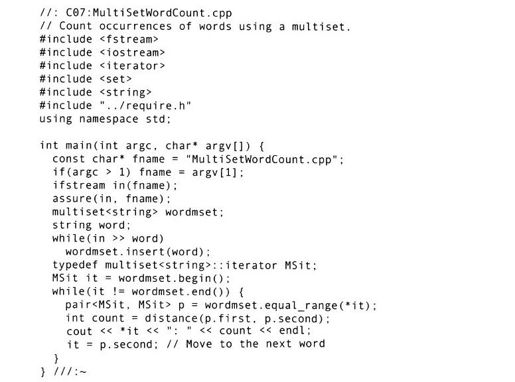 //: C07:MultiSetWordCount.cpp
// Count occurrences of words using a multiset.
#include <fstream>
#include <iostream>
#include <iterator>
#include <set>
#include <string>
#include "../require.h"
using namespace std;

int main(int argc, char* argv[]) {
  const char* fname = "MultiSetWordCount.cpp";
  if(argc > 1) fname = argv[1];
  ifstream in(fname);
  assure(in, fname);
  multiset<string> wordmset;
  string word;
  while(in >> word)
    wordmset.insert(word);
  typedef multiset<string>::iterator MSit;
  MSit it = wordmset.begin();
  while(it != wordmset.end()) {
    pair<MSit, MSit> p = wordmset.equal_range(*it);
    int count = distance(p.first, p.second);
    cout << *it << ": " << count << endl;
    it = p.second; // Move to the next word
  }
} ///:~